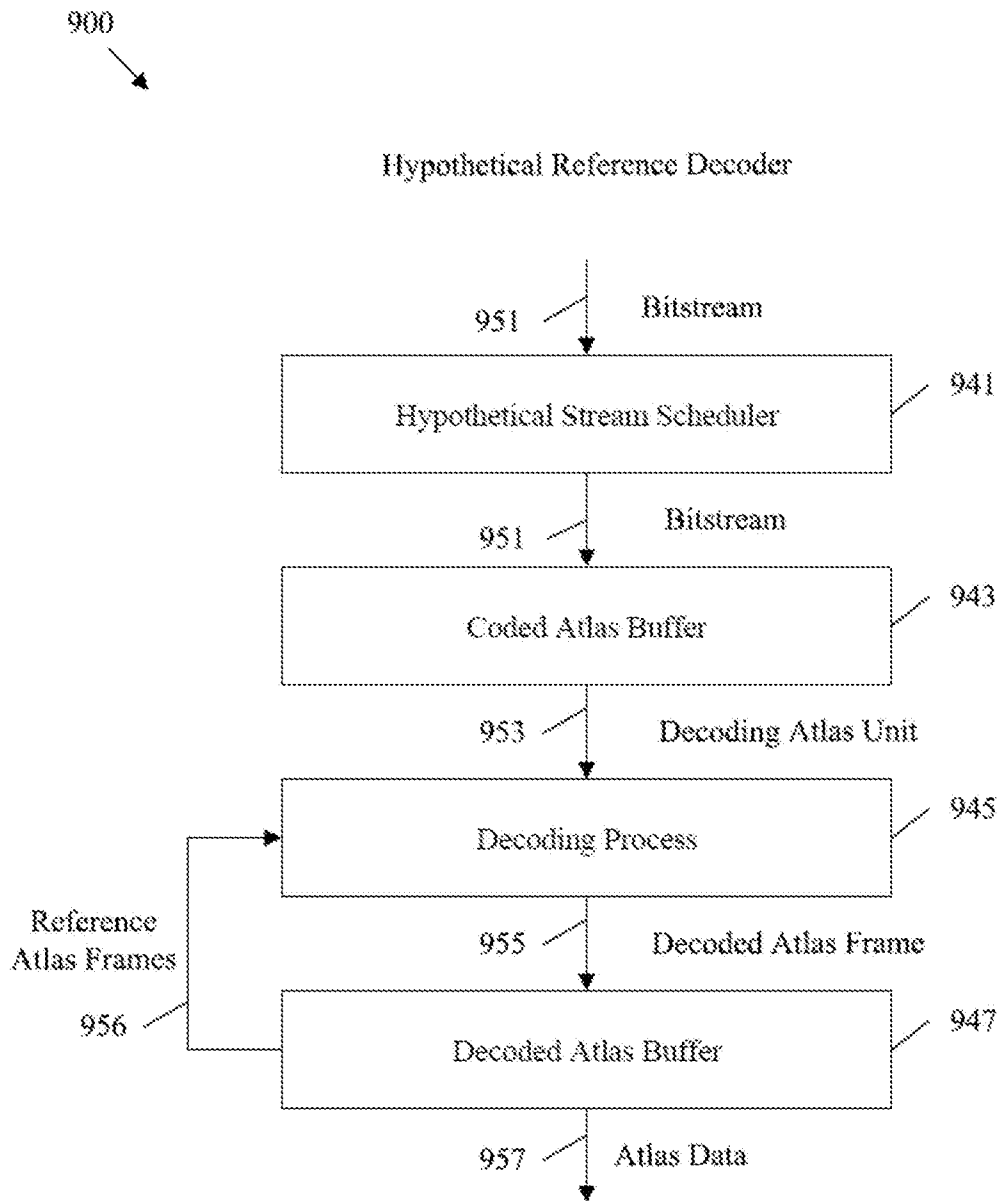 900
Hypothetical Reference Decoder
951
Bitstream
Hypothetical Stream Scheduler
941
951
Bitstream
Coded Atlas Buffer
943
953
Decoding Atlas Unit
Decoding Process
945
Reference
Atlas Frames
956
955
Decoded Atlas Frame
Decoded Atlas Buffer
947
957
Atlas Data